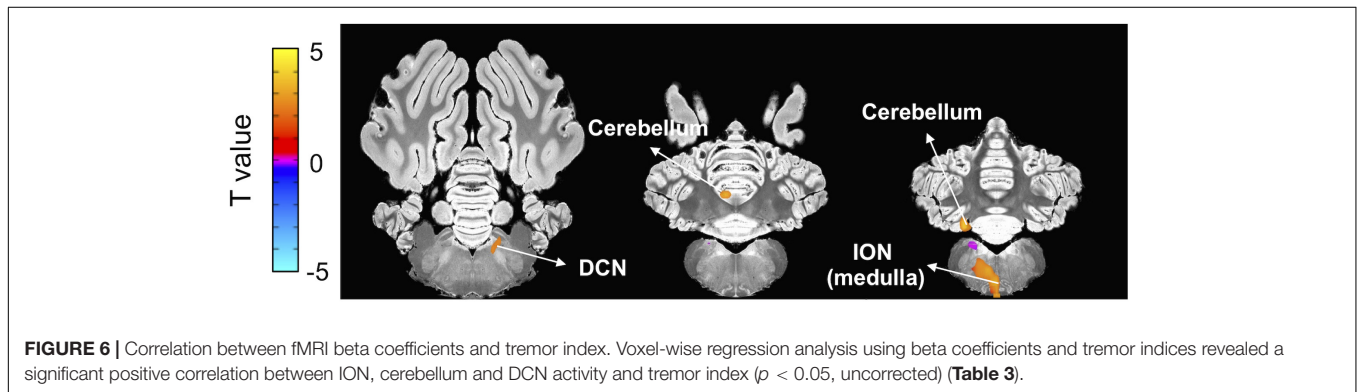 5
0
-5
T value
Cerebellum
DCN
Cerebellum
ION
(medulla)
FIGURE 6 | Correlation between fMRI beta coefficients and tremor index. Voxel-wise regression analysis using beta coefficients and tremor indices revealed a
significant positive correlation between ION, cerebellum and DCN activity and tremor index (p < 0.05, uncorrected) (Table 3).